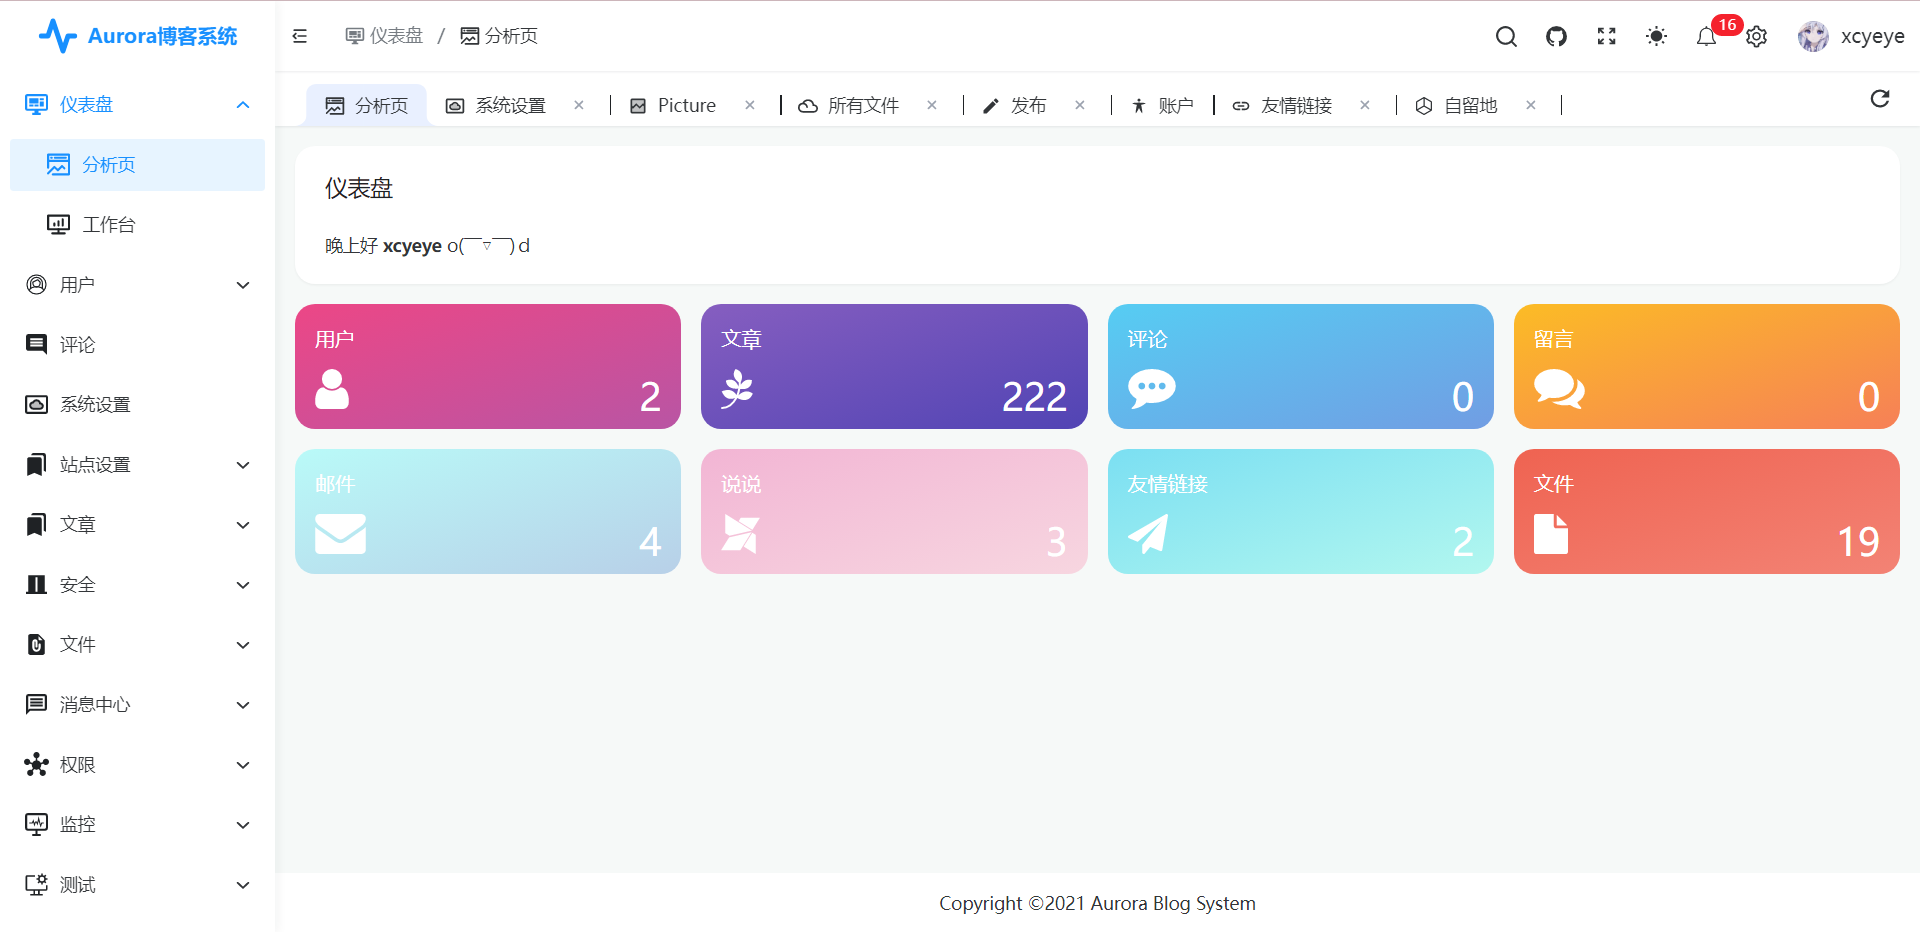 Aurora博客系统
仪表盘
分析页
工作台
用户
评论
系统设置
站点设置
文章
安全
文件
消息中心
权限
监控
测试
仪表盘 / 分析页
16
xcyeye
分析页 系统设置 × Picture × 所有文件 × 发布 × 账户 友情链接 × 自留地 ×
仪表盘
晚上好 xcyeye o(￣▽￣)d
用户
2
文章
222
评论
0
留言
0
邮件
4
说说
3
友情链接
2
文件
19
Copyright ©2021 Aurora Blog System